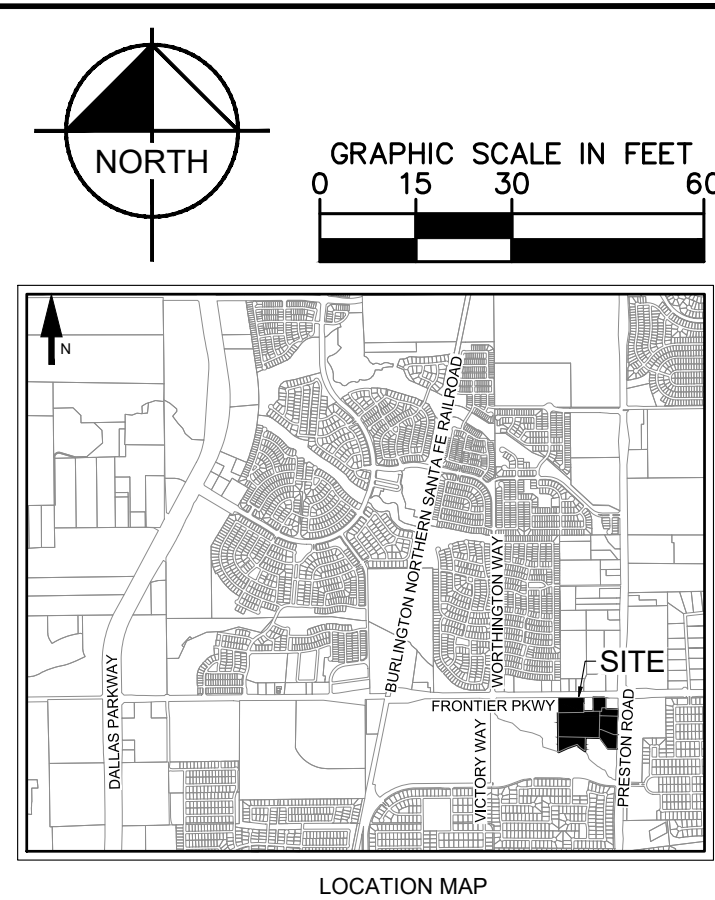 NORTH
GRAPHIC SCALE IN FEET
0 15 30 60
N
BURLINGTON NORTHERN SANTA FE RAILROAD
WORTHINGTON WAY
SITE
FRONTIER PKWY
DALLAS PARKWAY
VICTORY WAY
PRESTON ROAD
LOCATION MAP